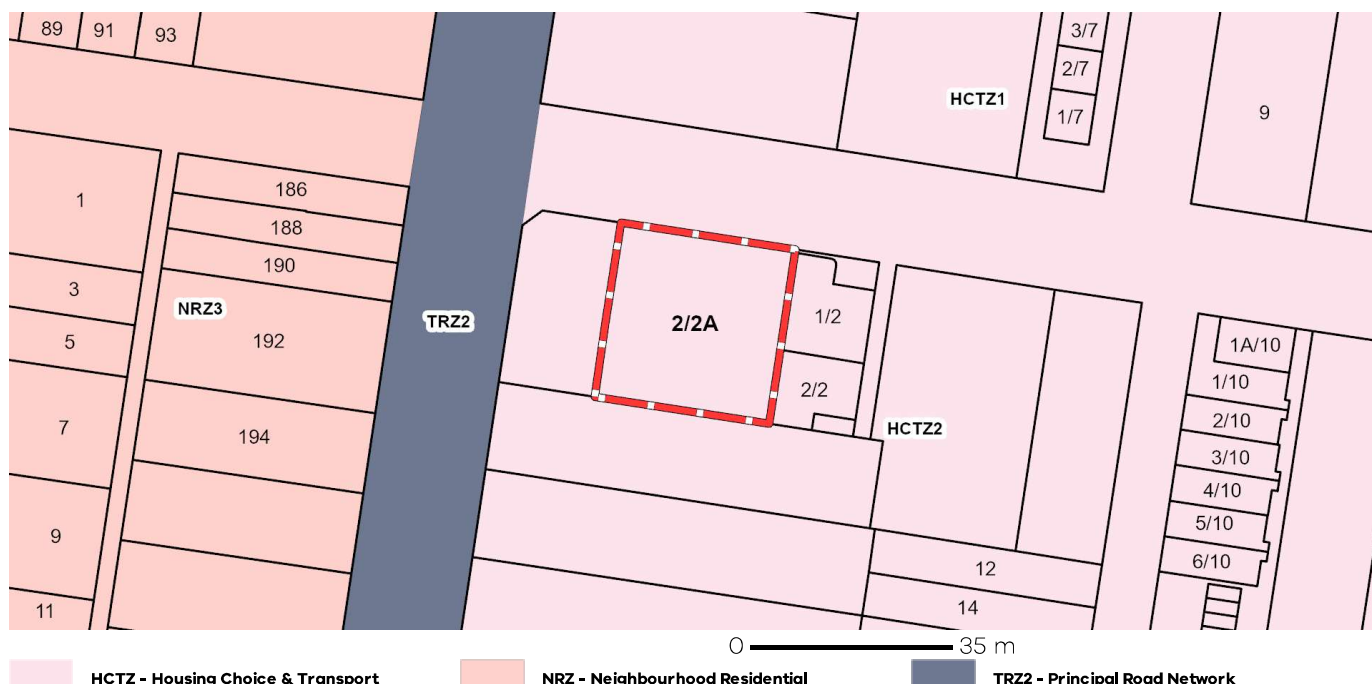 89 91 93
3/7
2/7
HCTZ1
1/7
9
1
186
188
190
3
NRZ3
TRZ2
2/2A
1/2
5
192
1A/10
2/2
1/10
7
194
HCTZ2
2/10
3/10
4/10
5/10
9
6/10
12
11
14
0 35 m
HCTZ - Housing Choice & Transport
NRZ - Neighbourhood Residential
TRZ2 - Principal Road Network